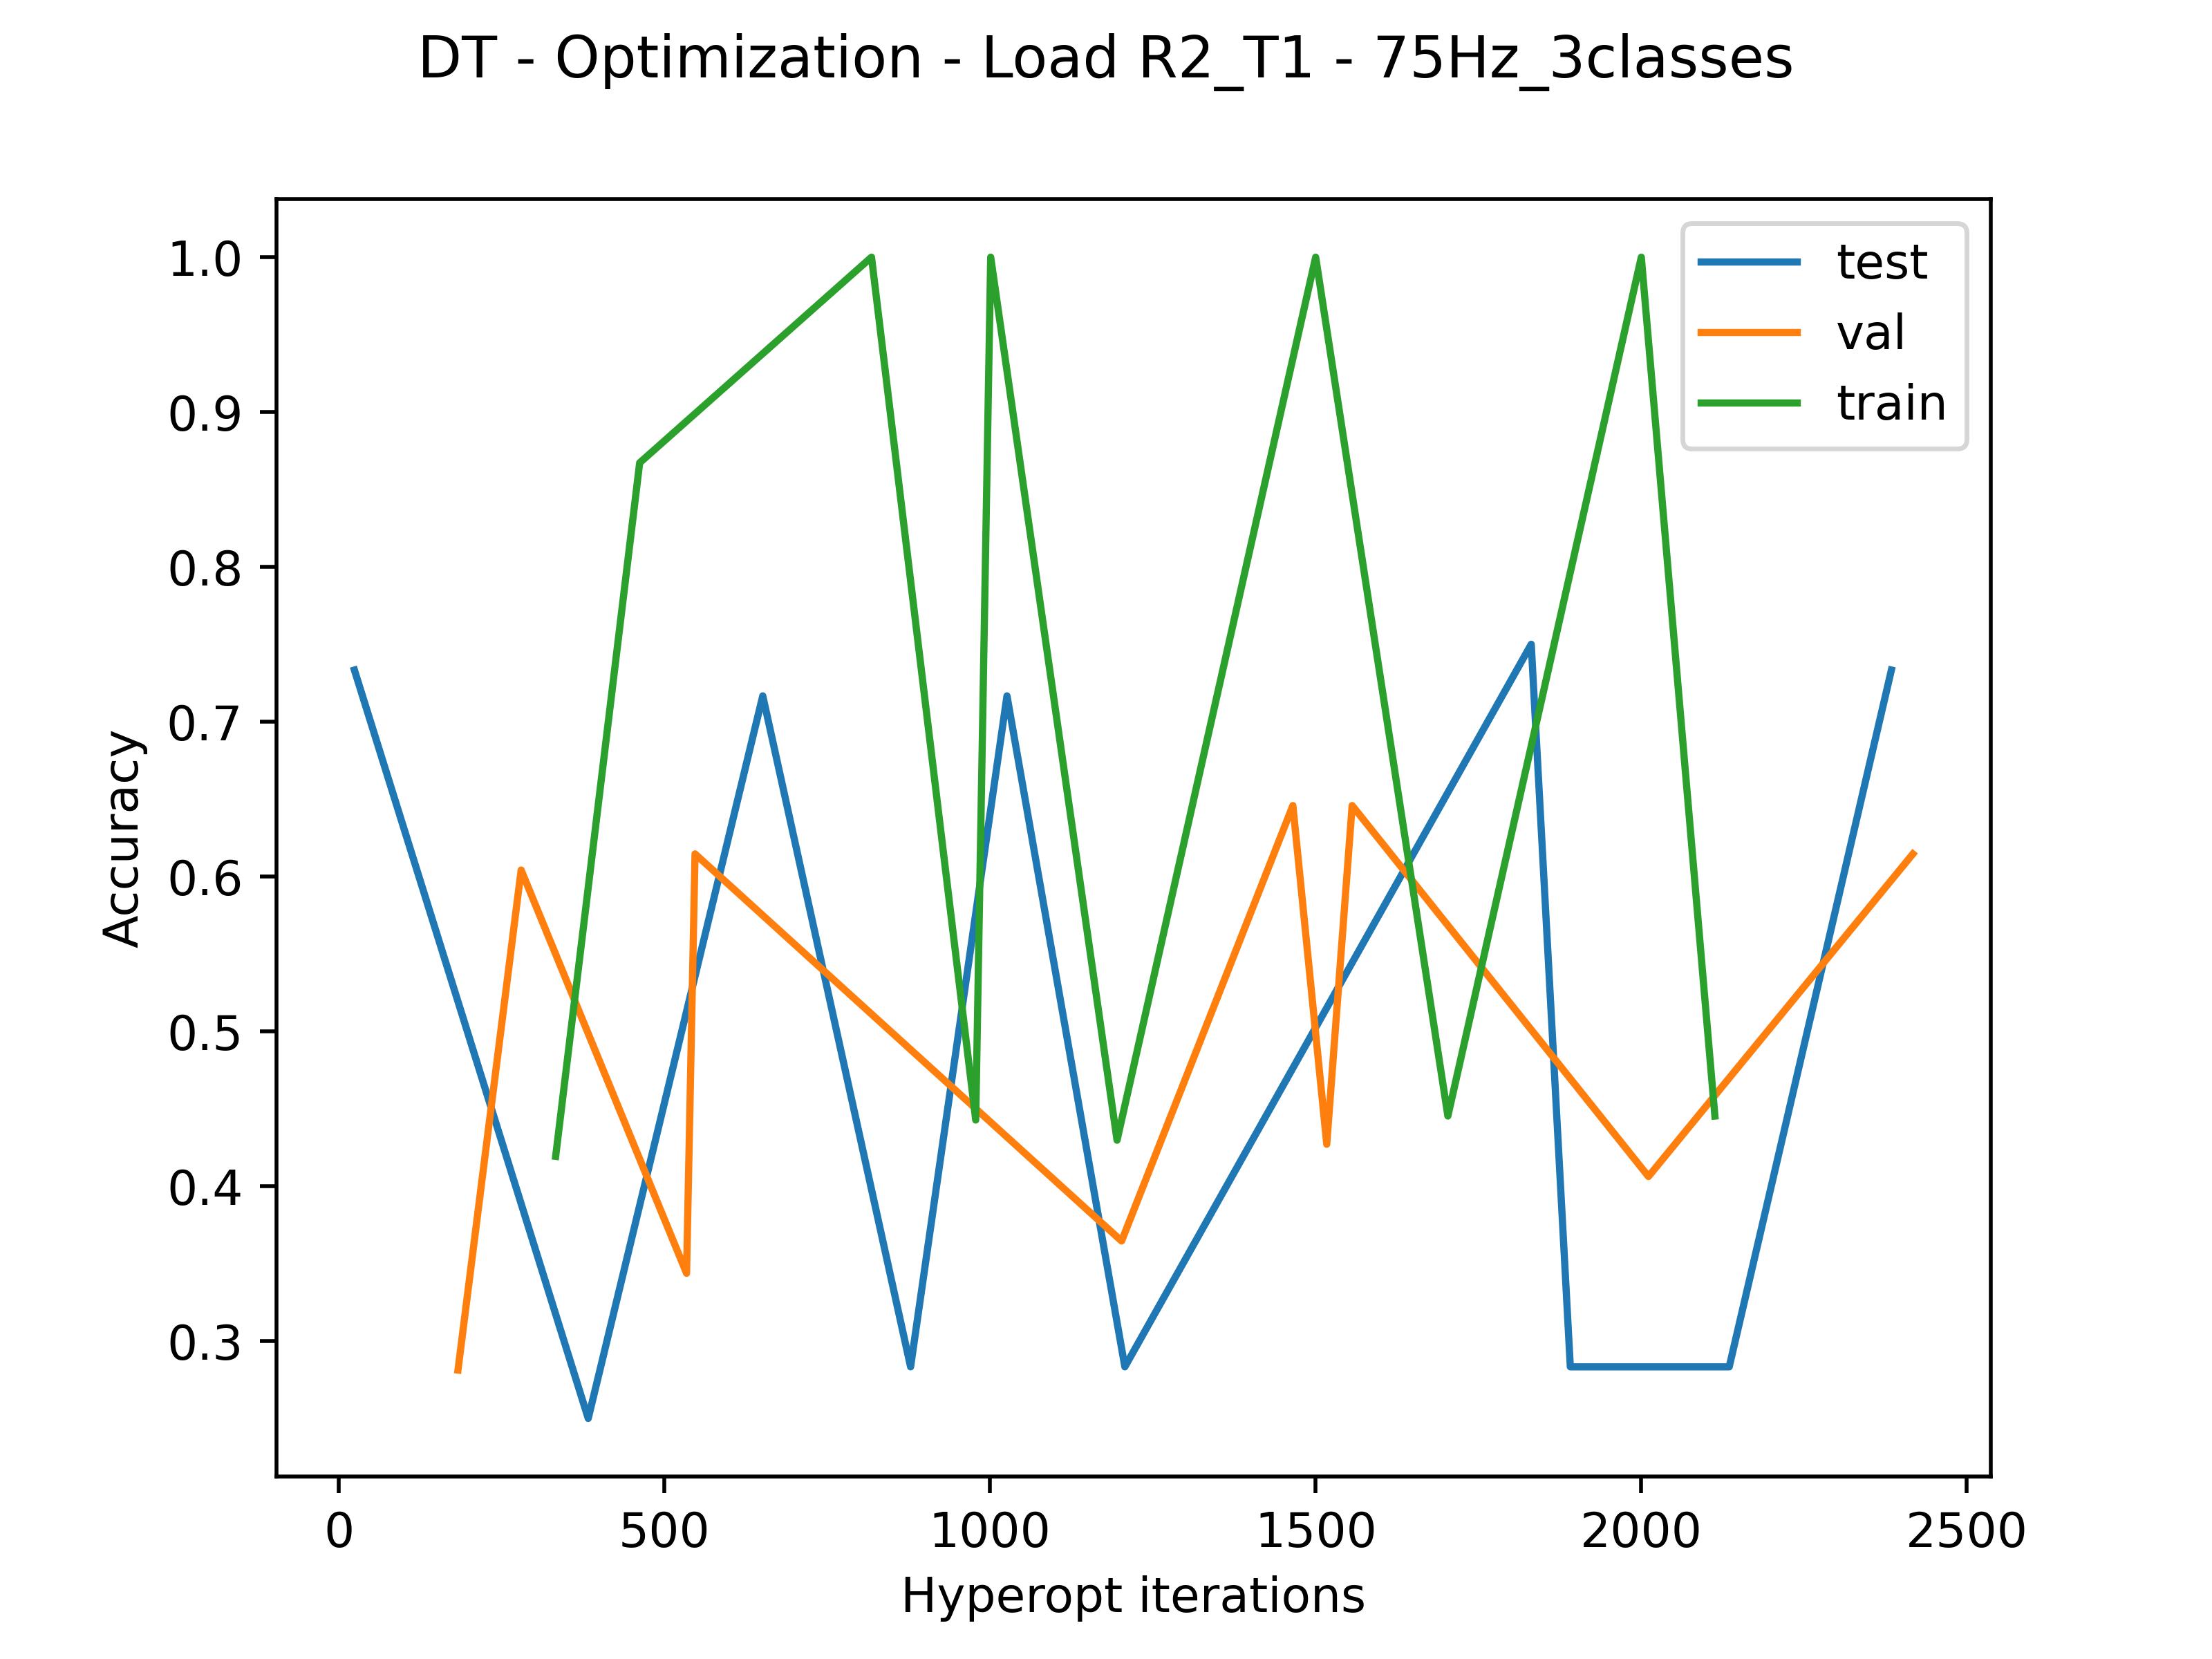 DT - Optimization - Load R2_T1 - 75Hz_3classes
test
val
train
1.0
0.9
0.8
0.7
0.6
0.5
0.4
0.3
Accuracy
0 500 1000 1500 2000 2500
Hyperopt iterations